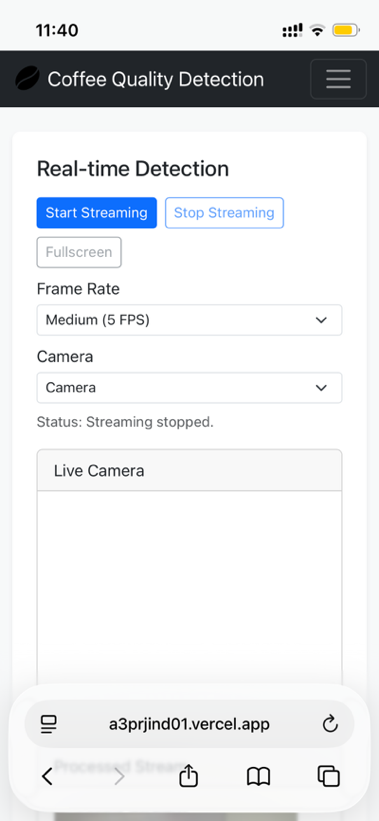 11:40
Coffee Quality Detection
Real-time Detection
Start Streaming Stop Streaming
Fullscreen
Frame Rate
Medium (5 FPS)
Camera
Camera
Status: Streaming stopped.
Live Camera
a3prjind01.vercel.app
Processed Stream